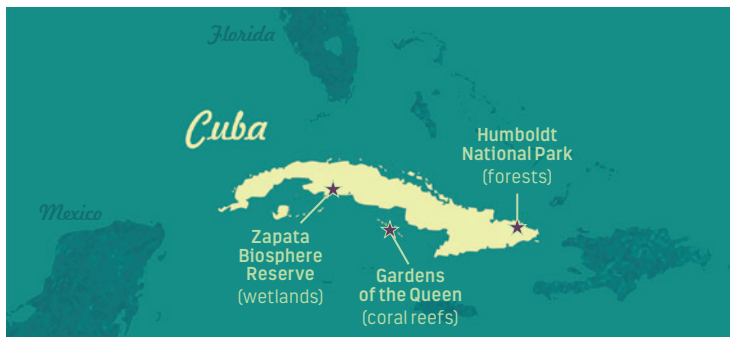 Florida
Cuba
Humboldt
National Park
(forests)
Mexico
Zapata
Biosphere
Reserve
(wetlands)
Gardens
of the Queen
(coral reefs)